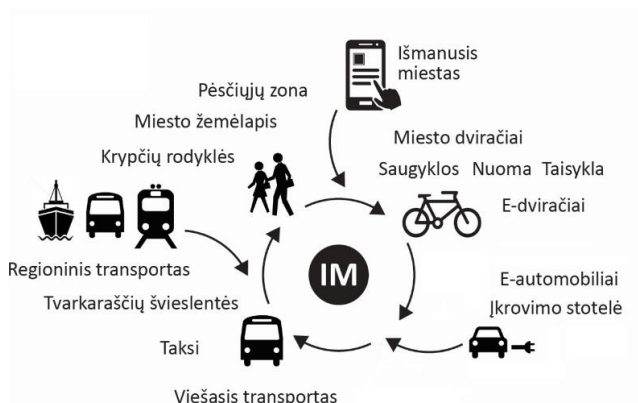 Išmanusis
miestas
Pėsčiųjų zona
Miesto žemėlapis
Krypčių rodyklės
Miesto dviračiai
Saugyklos Nuoma Taisykla
E-dviračiai
IM
Regioninis transportas
E-automobiliai
Įkrovimo stotelė
Tvarkaraščių švieslentės
Taksi
Viešasis transportas